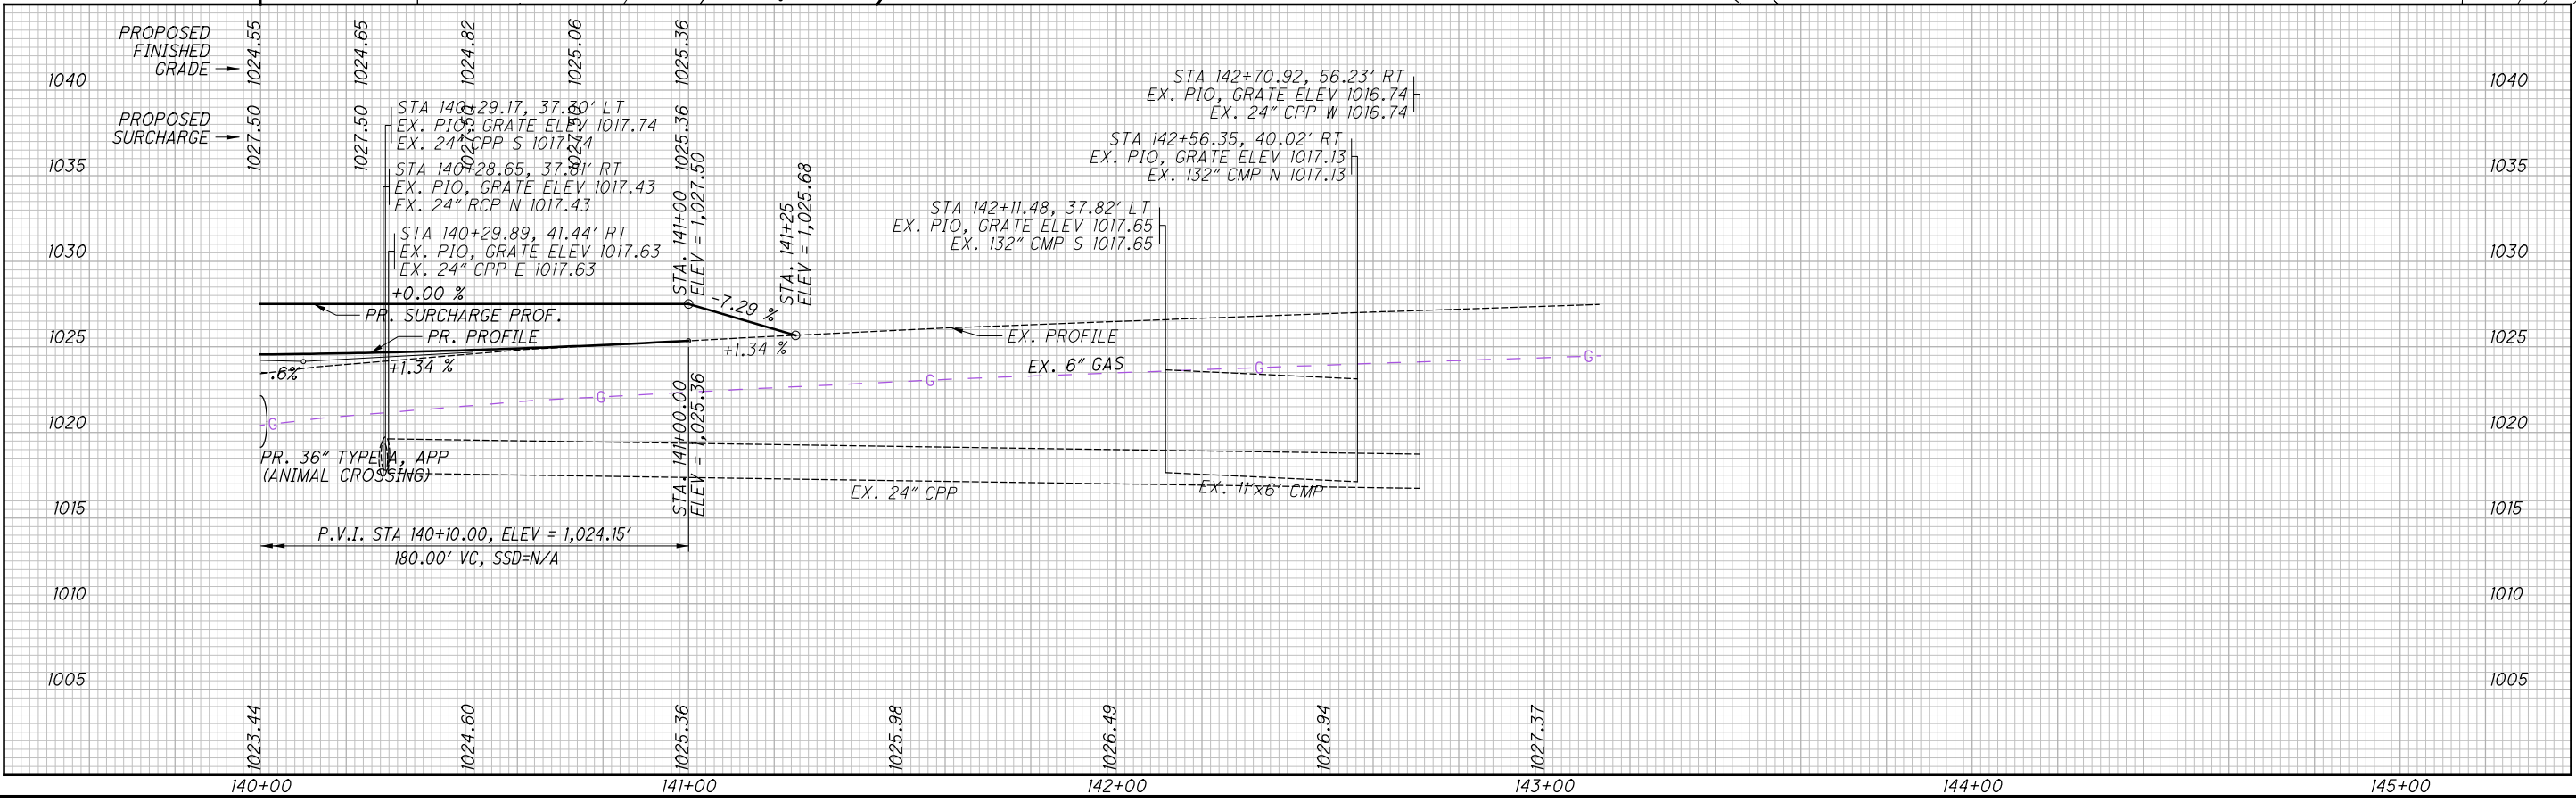 PROPOSED
FINISHED
GRADE
1024.55
1024.65
1024.82
1025.06
1025.36
PROPOSED
SURCHARGE
1027.50
1027.50
1027.50
1027.50
1025.36
1040
1035
1030
1025
1020
1015
1010
1005
STA 140+29.17, 37.30' LT
EX. PIO, GRATE ELEV 1017.74
EX. 24" CPP S 1017.74
STA 140+28.65, 37.81' RT
EX. PIO, GRATE ELEV 1017.43
EX. 24" RCP N 1017.43
STA 140+29.89, 41.44' RT
EX. PIO, GRATE ELEV 1017.63
EX. 24" CPP E 1017.63
STA. 141+00
ELEV = 1,027.50
STA. 141+25
ELEV = 1,025.68
STA 142+70.92, 56.23' RT
EX. PIO, GRATE ELEV 1016.74
EX. 24" CPP W 1016.74
STA 142+56.35, 40.02' RT
EX. PIO, GRATE ELEV 1017.13
EX. 132" CMP N 1017.13
STA 142+11.48, 37.82' LT
EX. PIO, GRATE ELEV 1017.65
EX. 132" CMP S 1017.65
+0.00 %
-7.29 %
PR. SURCHARGE PROF.
PR. PROFILE
EX. PROFILE
+1.34 %
-.6%
+1.34 %
EX. 6" GAS
G
G
G
G
G
PR. 36" TYPE A, APP
(ANIMAL CROSSING)
STA. 141+00.00
ELEV = 1,025.36
EX. 24" CPP
EX. 11'x6' CMP
P.V.I. STA 140+10.00, ELEV = 1,024.15'
180.00' VC, SSD=N/A
1040
1035
1030
1025
1020
1015
1010
1005
1023.44
1024.60
1025.36
1025.98
1026.49
1026.94
1027.37
140+00
141+00
142+00
143+00
144+00
145+00